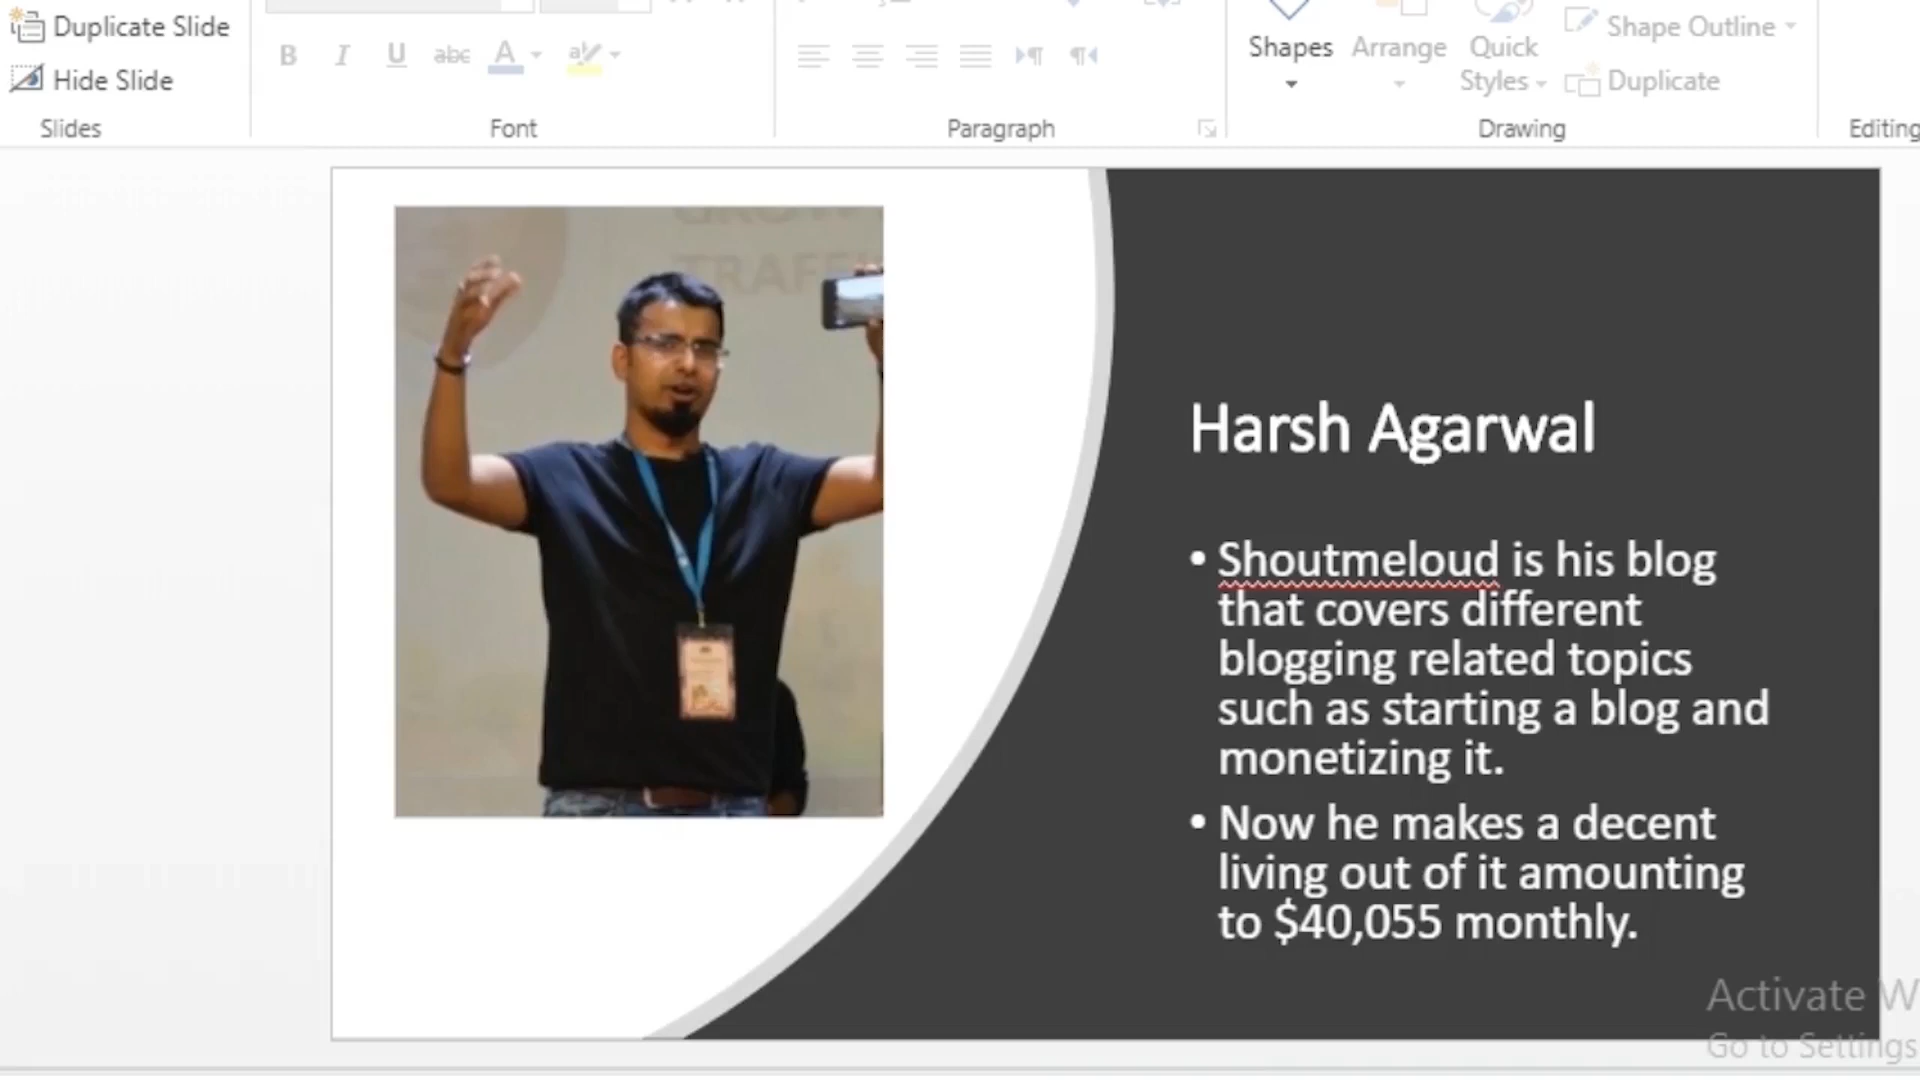 Duplicate Slide
Hide Slide
Slides
B I U abc A ab
Font
Paragraph
Shapes
Arrange
Quick
Styles
Shape Outline
Duplicate
Drawing
Editing
TRAFF
Harsh Agarwal
• Shoutmeloud is his blog
that covers different
blogging related topics
such as starting a blog and
monetizing it.
• Now he makes a decent
living out of it amounting
to $40,055 monthly.
Activate W
Go to Settings